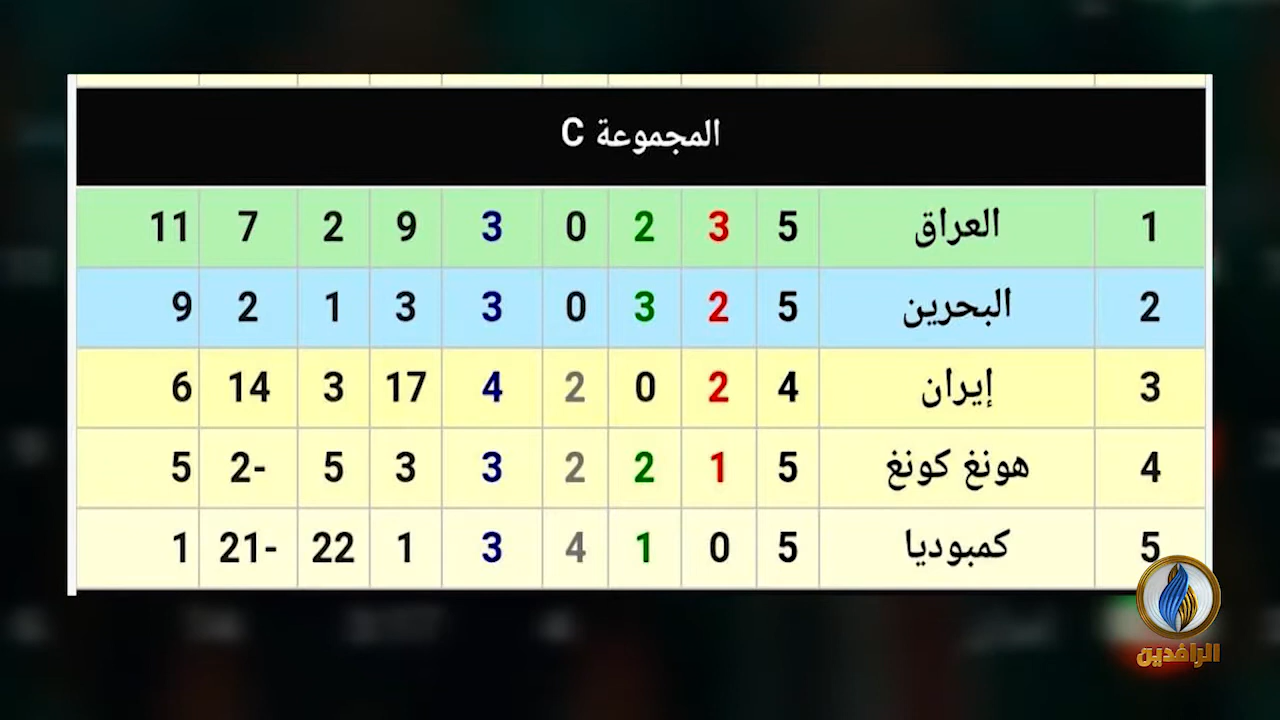 المجموعة C
1 العراق 5 3 2 0 3 9 2 7 11
2 البحرين 5 2 3 0 3 3 1 2 9
3 إيران 4 2 0 2 4 17 3 14 6
4 هونغ كونغ 5 1 2 2 3 3 5 2- 5
5 كمبوديا 5 0 1 4 3 1 22 21- 1
الرافدين